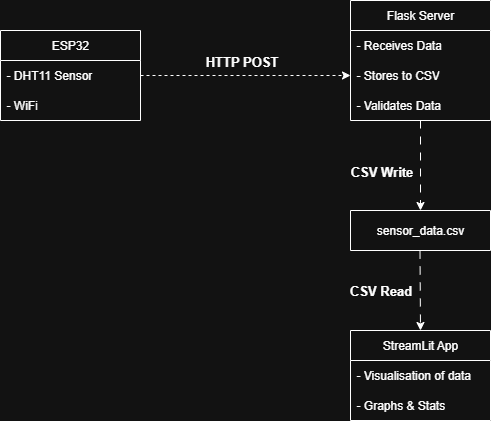 ESP32
- DHT11 Sensor
- WiFi
HTTP POST
Flask Server
- Receives Data
- Stores to CSV
- Validates Data
CSV Write
sensor_data.csv
CSV Read
StreamLit App
- Visualisation of data
- Graphs & Stats